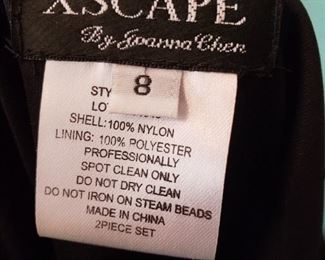 XSCAPE
By Joanna Chen
8
STY
LO
SHELL:100% NYLON
LINING: 100% POLYESTER
PROFESSIONALLY
SPOT CLEAN ONLY
DO NOT DRY CLEAN
DO NOT IRON ON STEAM BEADS
MADE IN CHINA
2PIECE SET